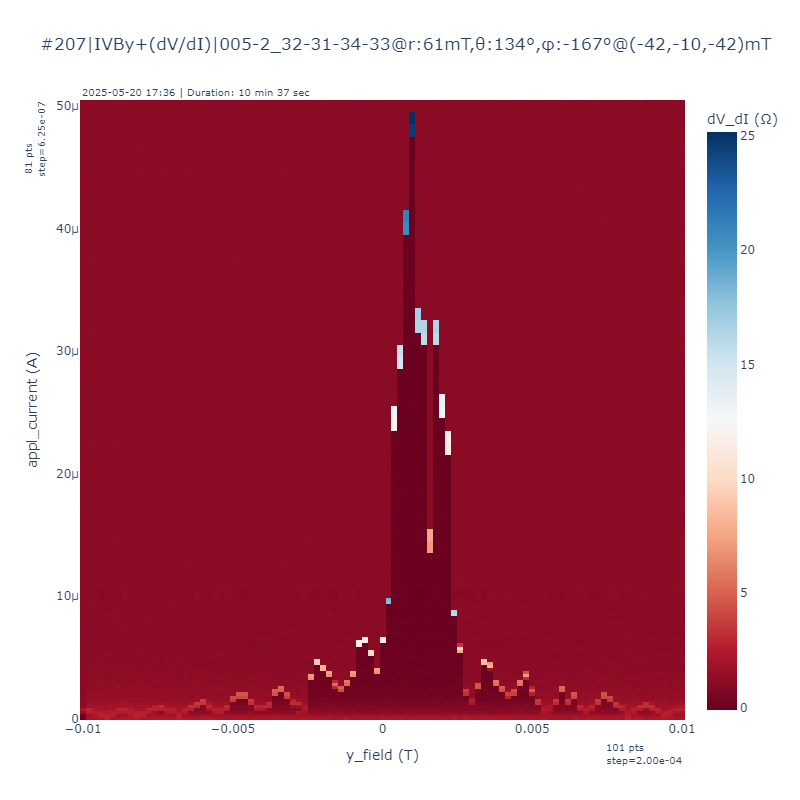 #207|IVBy+(dV/dI)|005-2_32-31-34-33@r:61mT,θ:134°,φ:-167°@(-42,-10,-42)mT
2025-05-20 17:36 | Duration: 10 min 37 sec
dV_dI (Ω)
81 pts
step=6.25e-07
50μ
40μ
30μ
20μ
10μ
0
appl_current (A)
25
20
15
10
5
0
−0.01
−0.005
0
0.005
0.01
y_field (T)
101 pts
step=2.00e-04